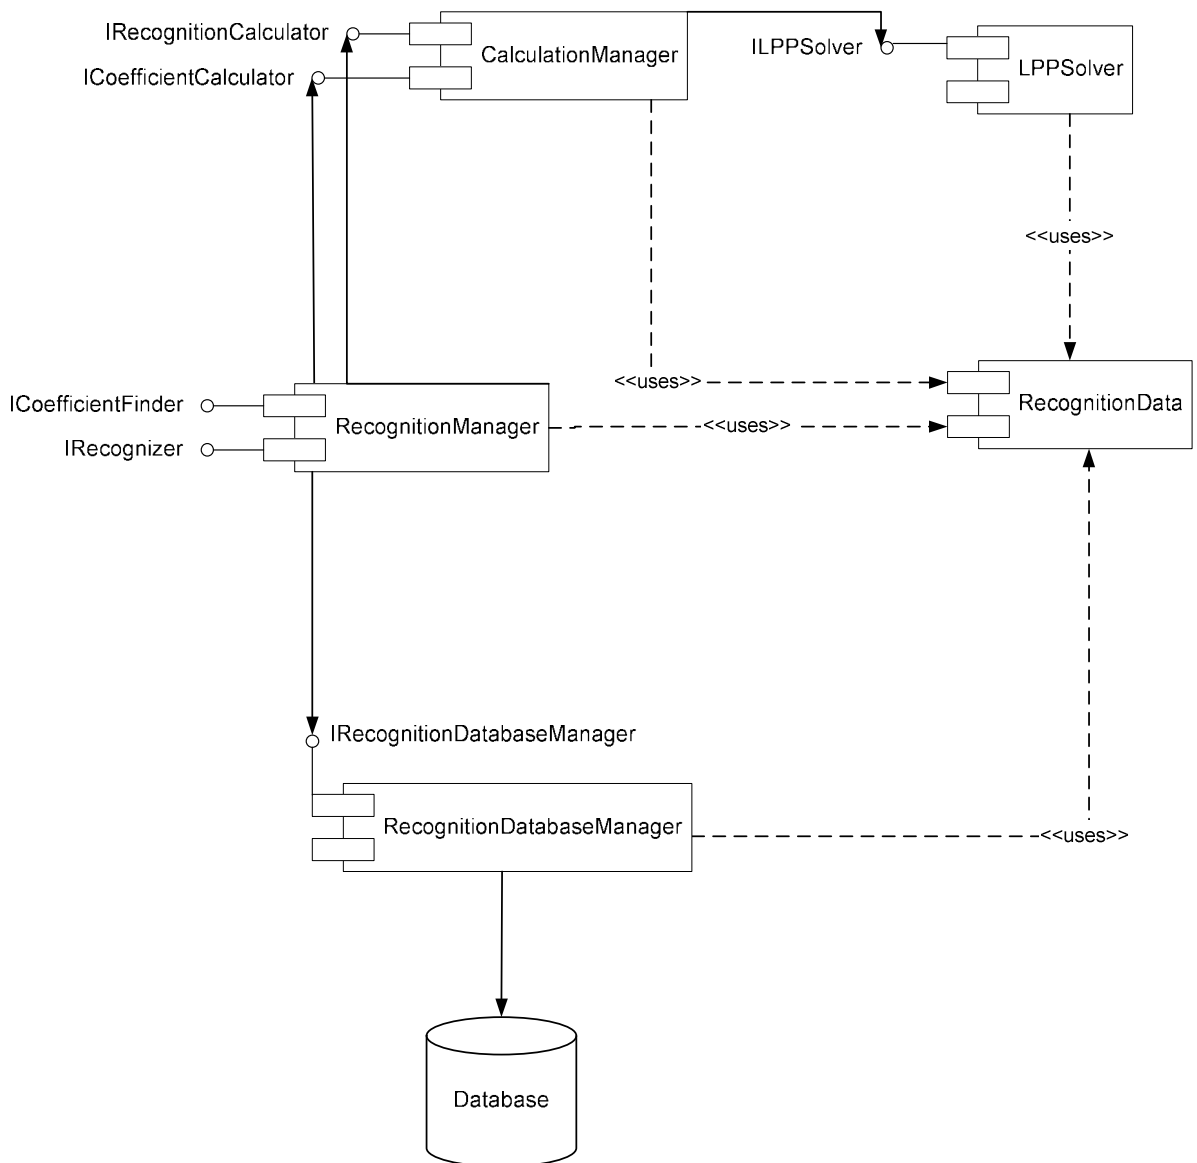 IRecognitionCalculator
ICoefficientCalculator
CalculationManager
ILPPSolver
LPPSolver
<<uses>>
<<uses>>
ICoefficientFinder
IRecognizer
RecognitionManager
<<uses>>
RecognitionData
IRecognitionDatabaseManager
RecognitionDatabaseManager
<<uses>>
Database